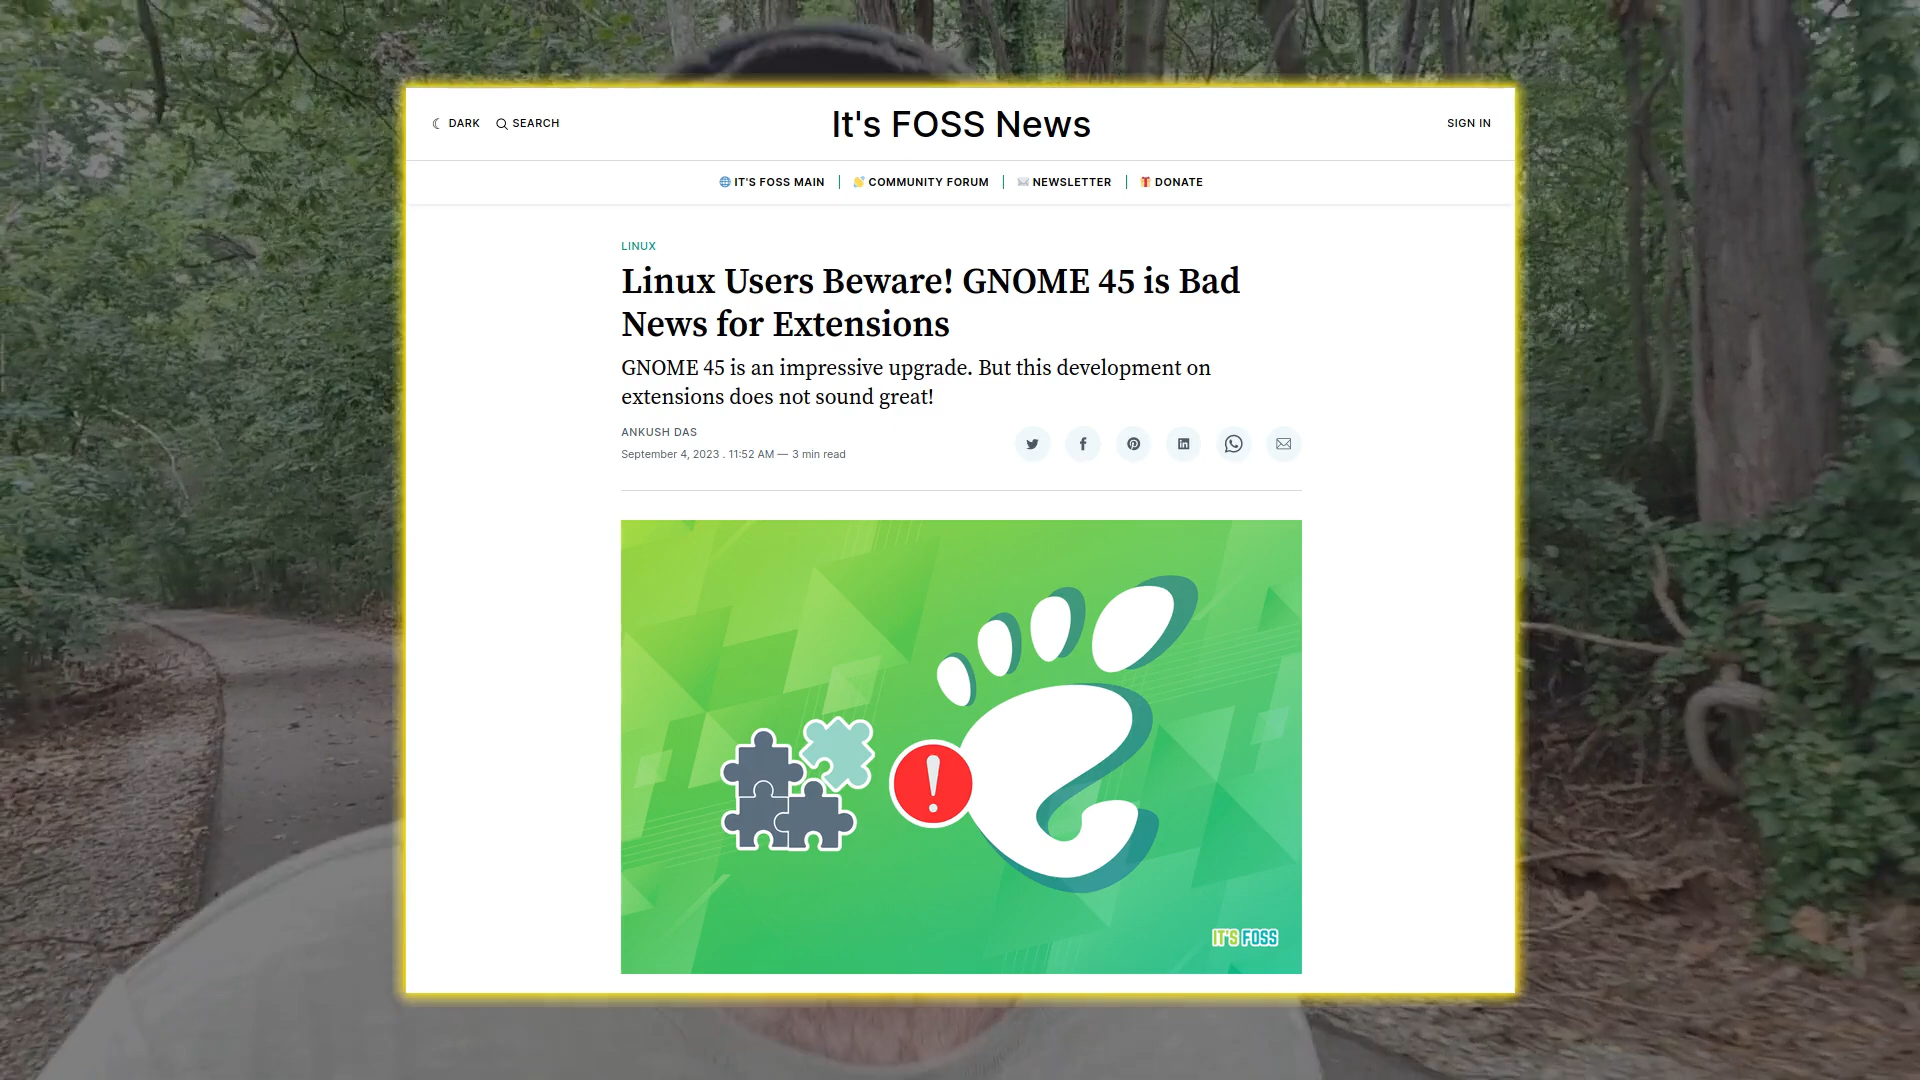 DARK
SEARCH
It's FOSS News
SIGN IN
IT'S FOSS MAIN
COMMUNITY FORUM
NEWSLETTER
DONATE
LINUX
Linux Users Beware! GNOME 45 is Bad
News for Extensions
GNOME 45 is an impressive upgrade. But this development on
extensions does not sound great!
ANKUSH DAS
September 4, 2023 . 11:52 AM — 3 min read
IT'S FOSS